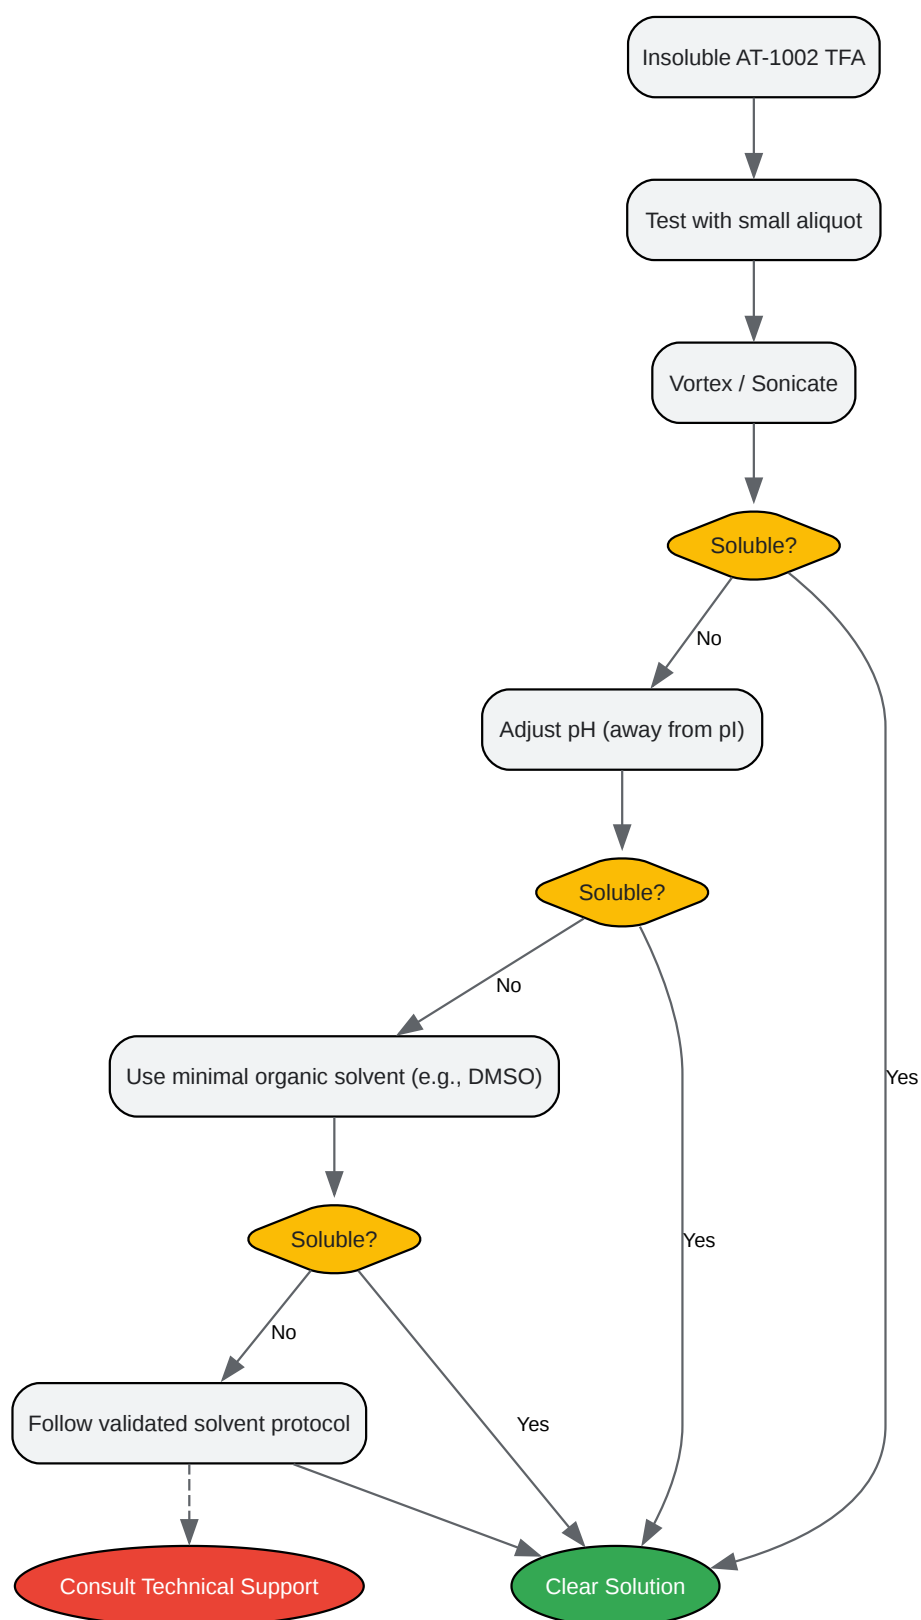 Insoluble AT-1002 TFA
Test with small aliquot
Vortex / Sonicate
Soluble?
No
Adjust pH (away from pI)
Soluble?
No
Use minimal organic solvent (e.g., DMSO)
Yes
Soluble?
Yes
No
Follow validated solvent protocol
Yes
Consult Technical Support
Clear Solution